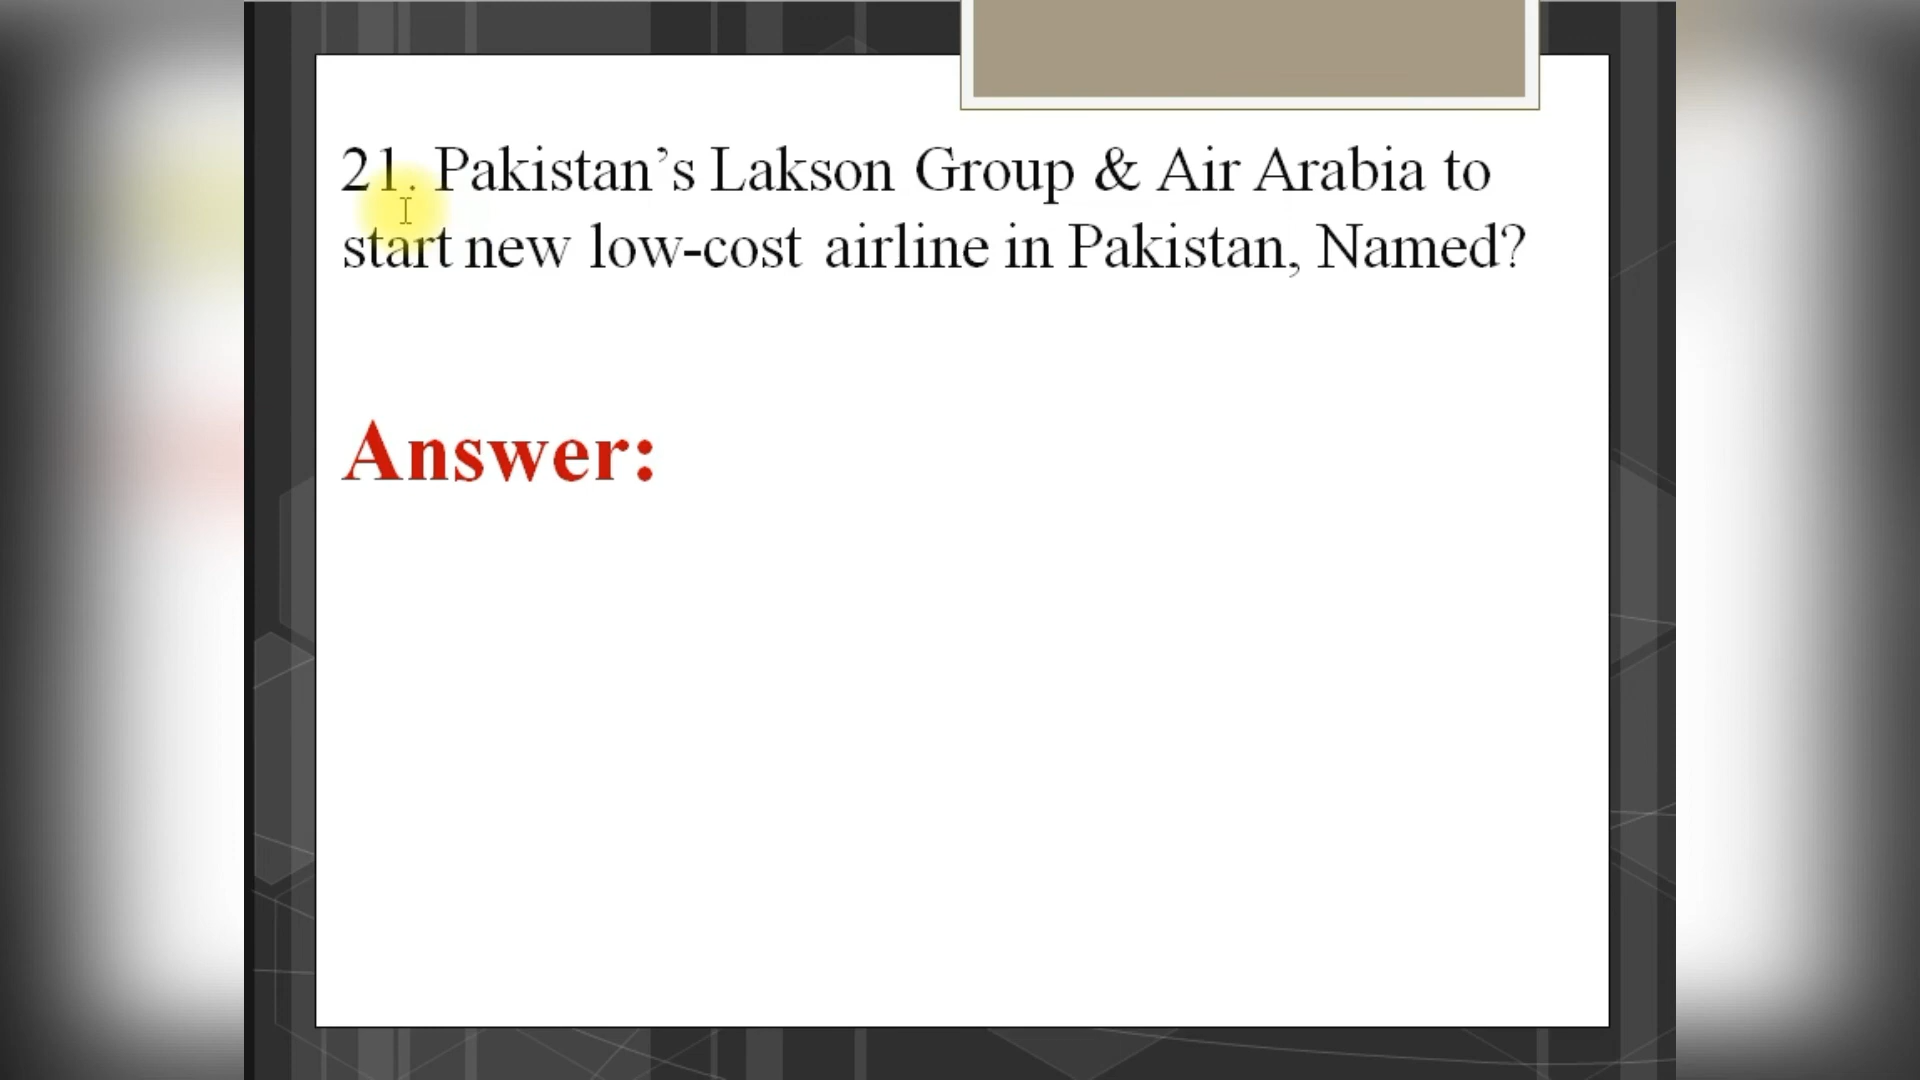 21. Pakistan’s Lakson Group & Air Arabia to
start new low-cost airline in Pakistan, Named?
Answer: